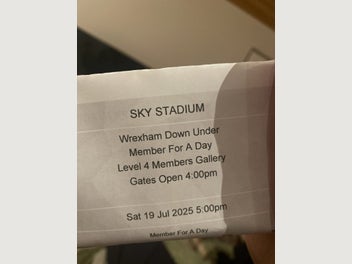 SKY STADIUM
Wrexham Down Under
Member For A Day
Level 4 Members Gallery
Gates Open 4:00pm
Sat 19 Jul 2025 5:00pm
Member For A Day